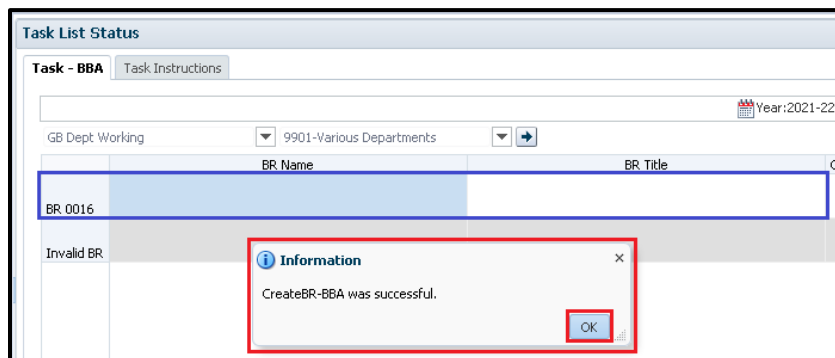 Task List Status
Task - BBA Task Instructions
Year:2021-22
GB Dept Working 9901-Various Departments
BR Name BR Title
BR 0016
Invalid BR
Information
CreateBR-BBA was successful.
OK